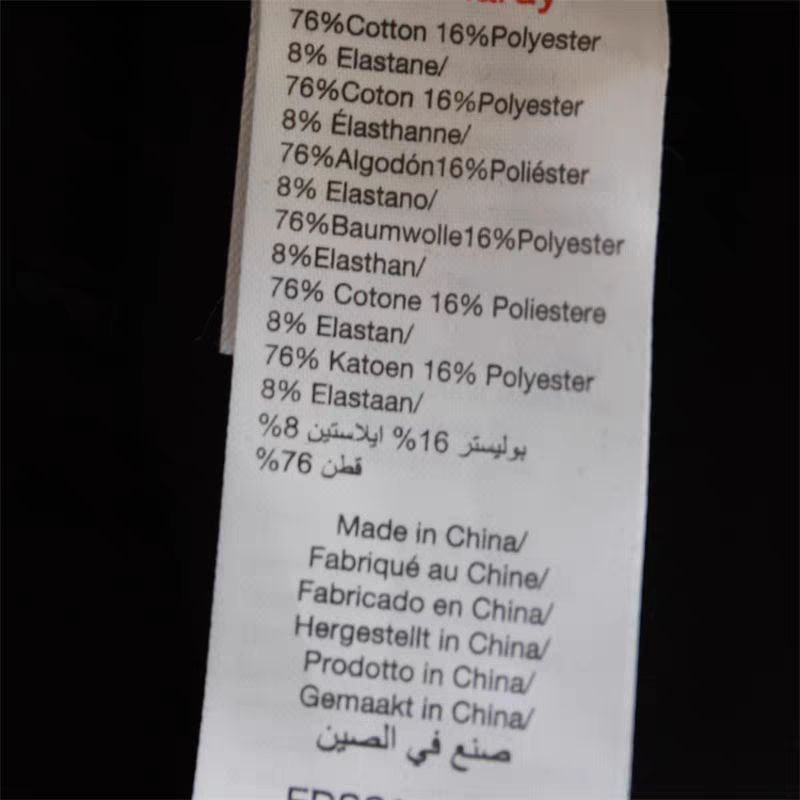 76%Cotton 16%Polyester
8% Elastane/
76%Coton 16%Polyester
8% Élasthanne/
76%Algodón16%Poliéster
8% Elastano/
76%Baumwolle16%Polyester
8%Elasthan/
76% Cotone 16% Poliestere
8% Elastan/
76% Katoen 16% Polyester
8% Elastaan/
بوليستر 16% ايلاستين 8%
قطن 76%
Made in China/
Fabriqué au Chine/
Fabricado en China/
Hergestellt in China/
Prodotto in China/
Gemaakt in China/
صنع في الصين